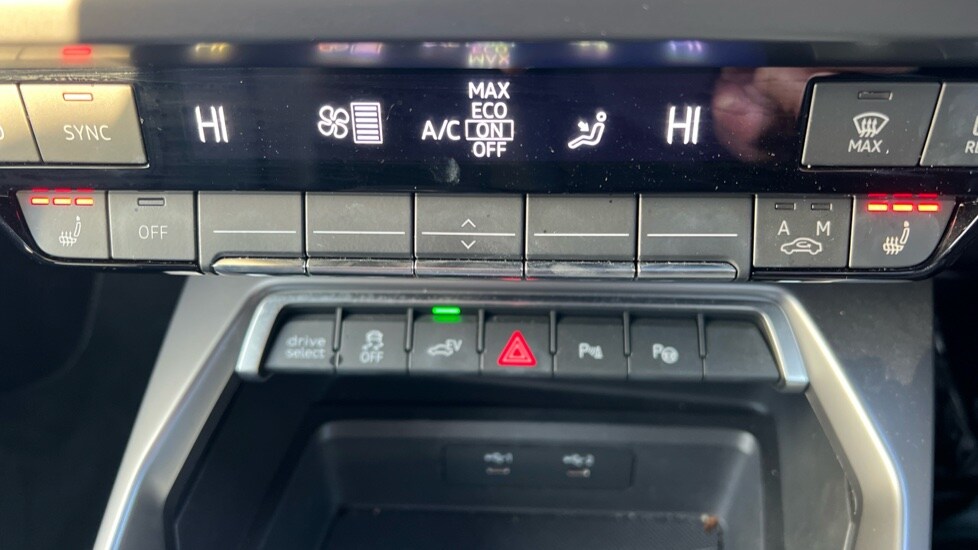 SYNC
HI
A/C
MAX
ECO
ON
OFF
HI
MAX
OFF
A M
drive
select
OFF
EV
P
P